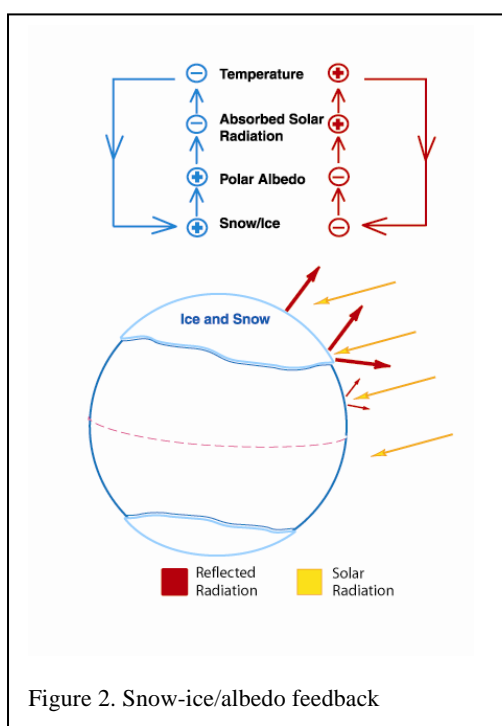 Temperature
Absorbed Solar
Radiation
Polar Albedo
Snow/Ice
Ice and Snow
Reflected
Radiation
Solar
Radiation
Figure 2. Snow-ice/albedo feedback